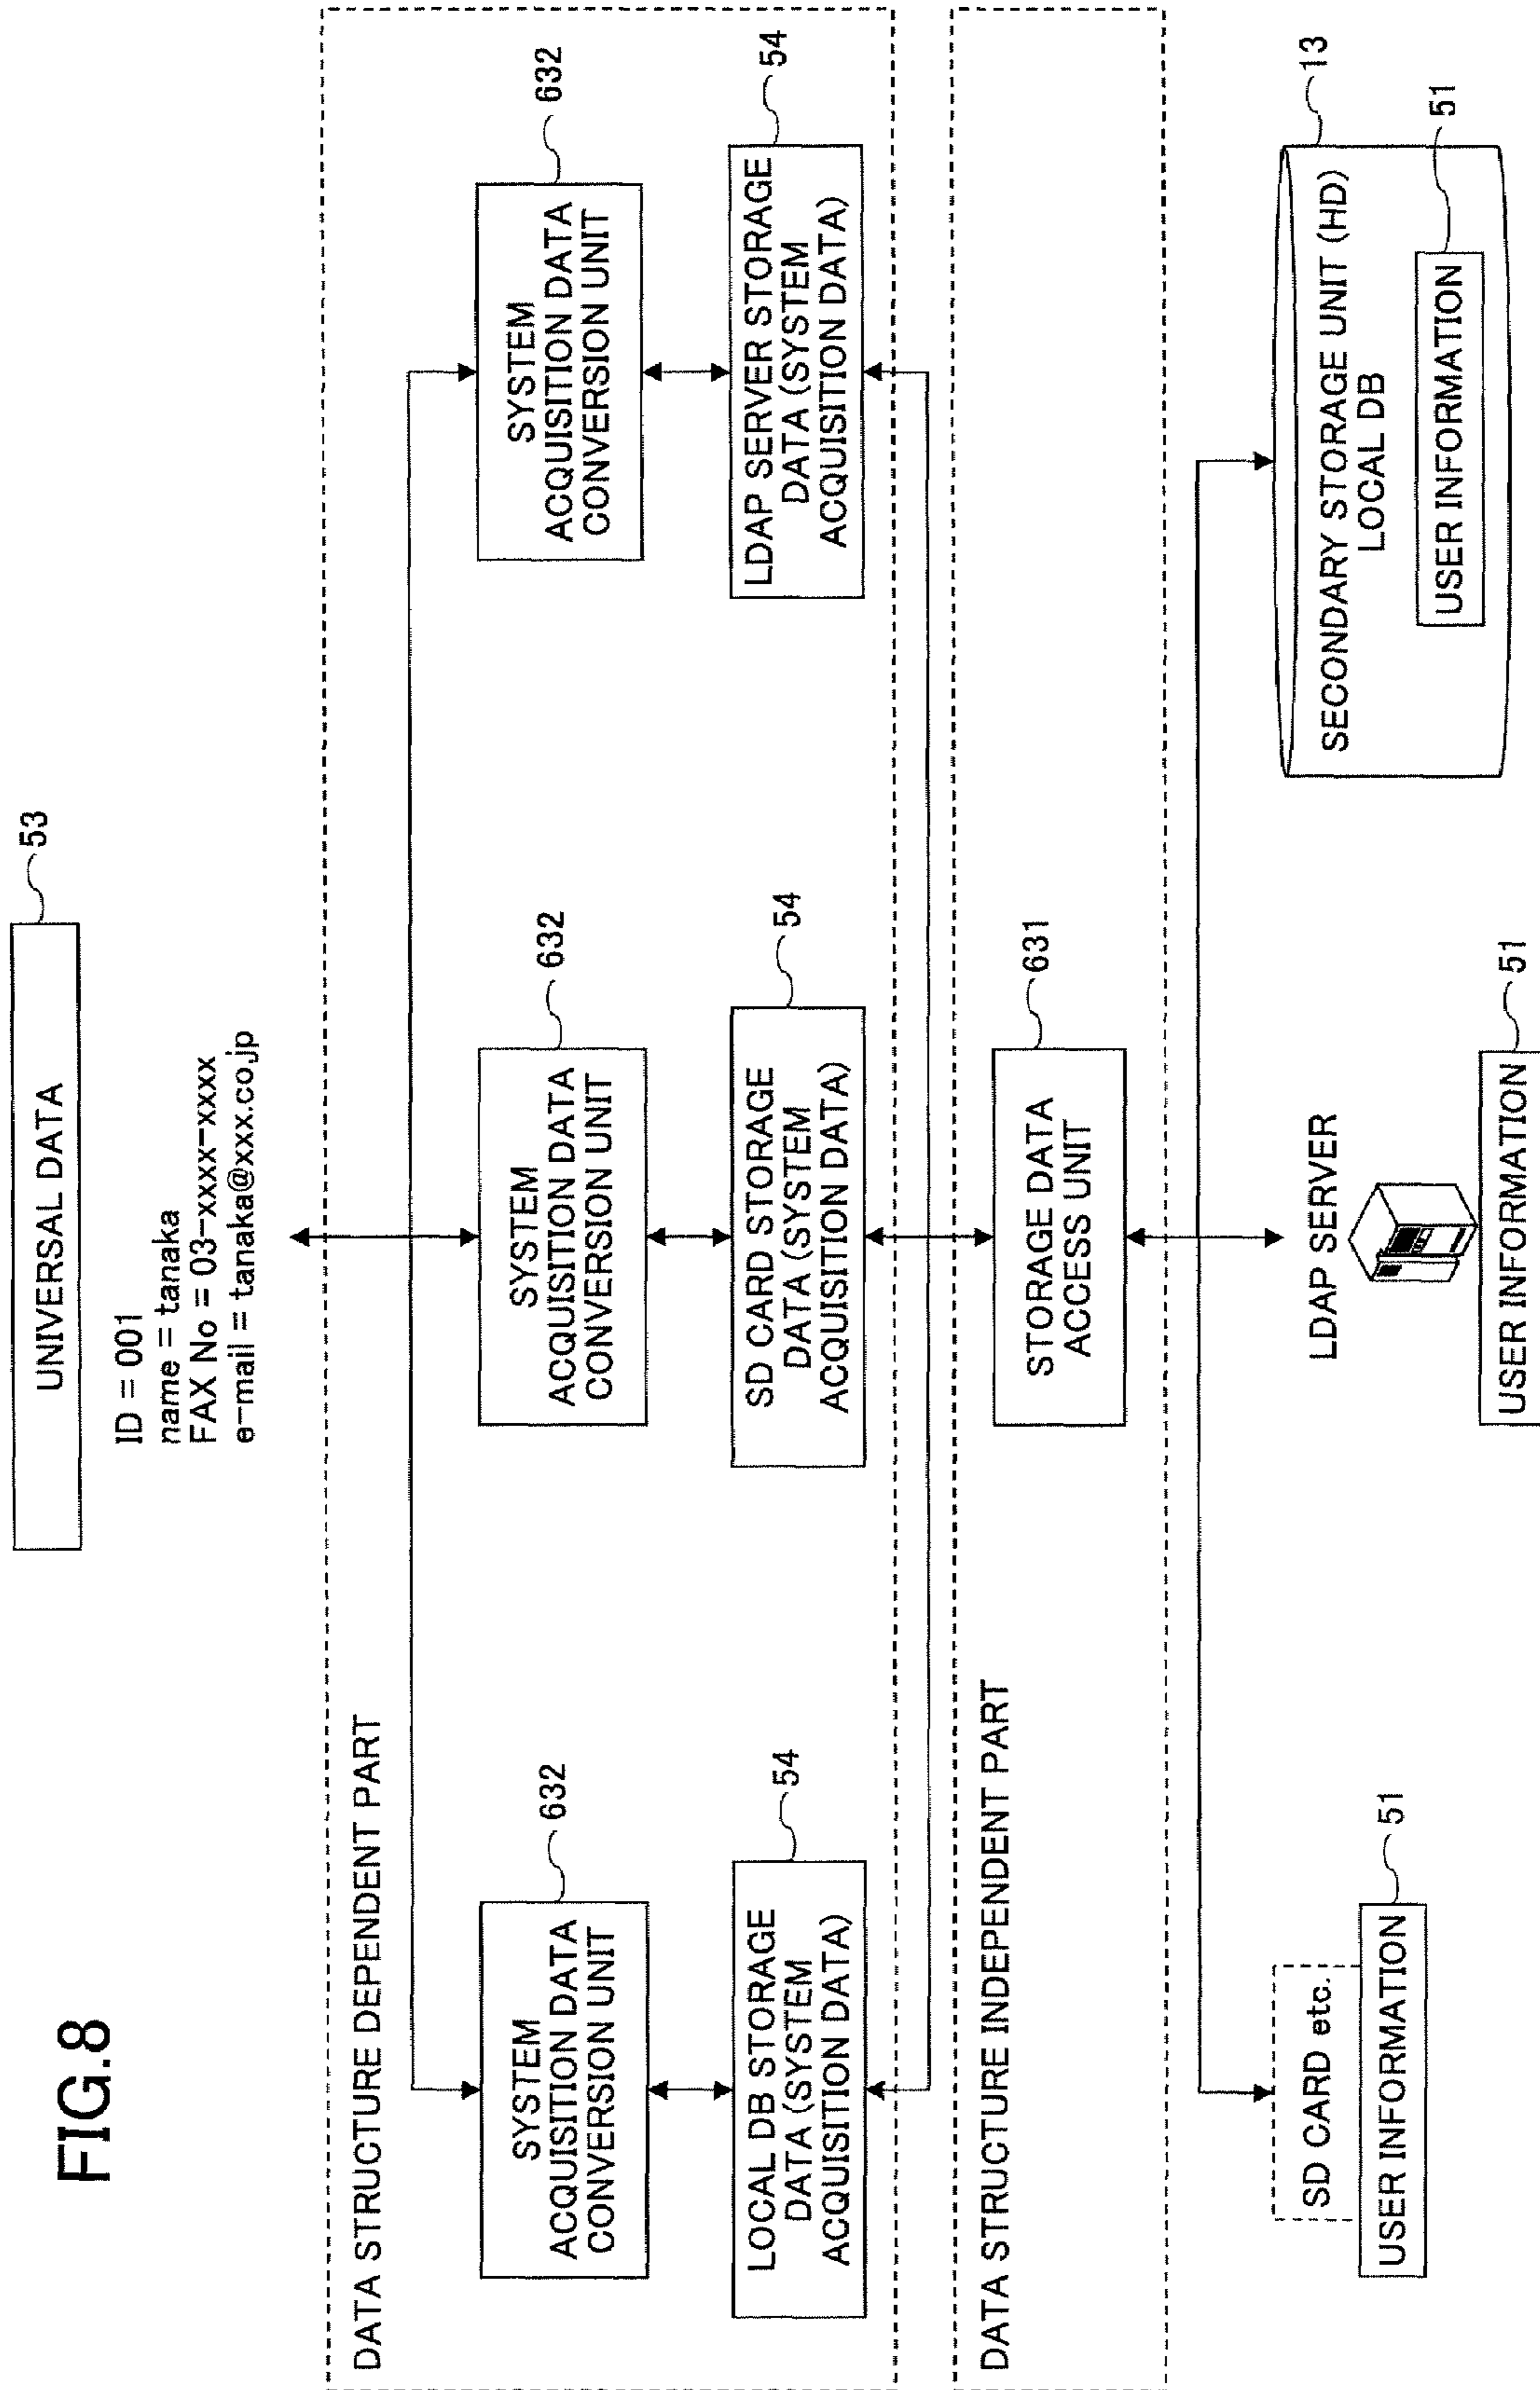 FIG.8
UNIVERSAL DATA
53
ID = 001
name = tanaka
FAX No = 03-xxxx-xxxx
e-mail = tanaka@xxx.co.jp
DATA STRUCTURE DEPENDENT PART
632
SYSTEM
ACQUISITION DATA
CONVERSION UNIT
632
SYSTEM
ACQUISITION DATA
CONVERSION UNIT
632
SYSTEM
ACQUISITION DATA
CONVERSION UNIT
54
LOCAL DB STORAGE
DATA (SYSTEM
ACQUISITION DATA)
54
SD CARD STORAGE
DATA (SYSTEM
ACQUISITION DATA)
54
LDAP SERVER STORAGE
DATA (SYSTEM
ACQUISITION DATA)
DATA STRUCTURE INDEPENDENT PART
631
STORAGE DATA
ACCESS UNIT
SD CARD etc.
51
USER INFORMATION
LDAP SERVER
51
USER INFORMATION
13
SECONDARY STORAGE UNIT (HD)
LOCAL DB
51
USER INFORMATION